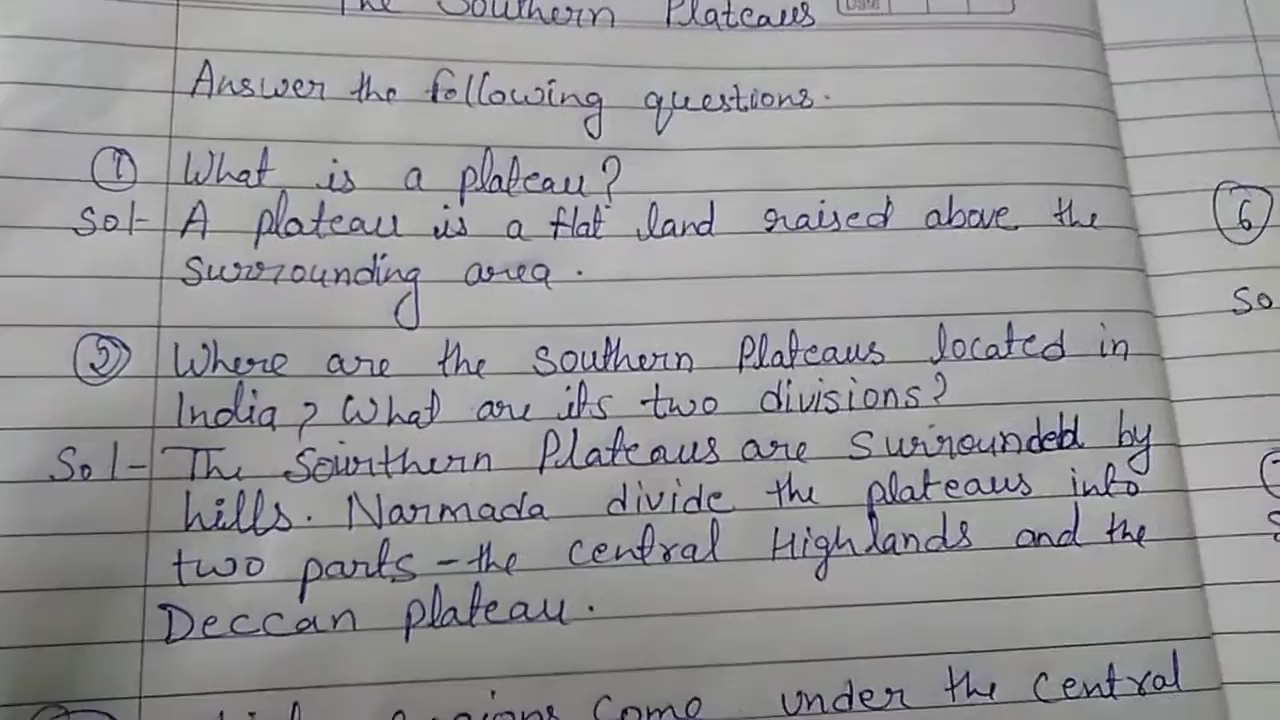 The Southern Plateaus
Date
Answer the following questions.
① What is a plateau?
Sol- A plateau is a flat land raised above the
surrounding area.
② Where are the southern Plateaus located in
India? What are its two divisions?
Sol- The Sourthern Plateaus are surrounded by
hills. Narmada divide the plateaus into
two parts - the central Highlands and the
Deccan plateau.
come under the central
⑥
So